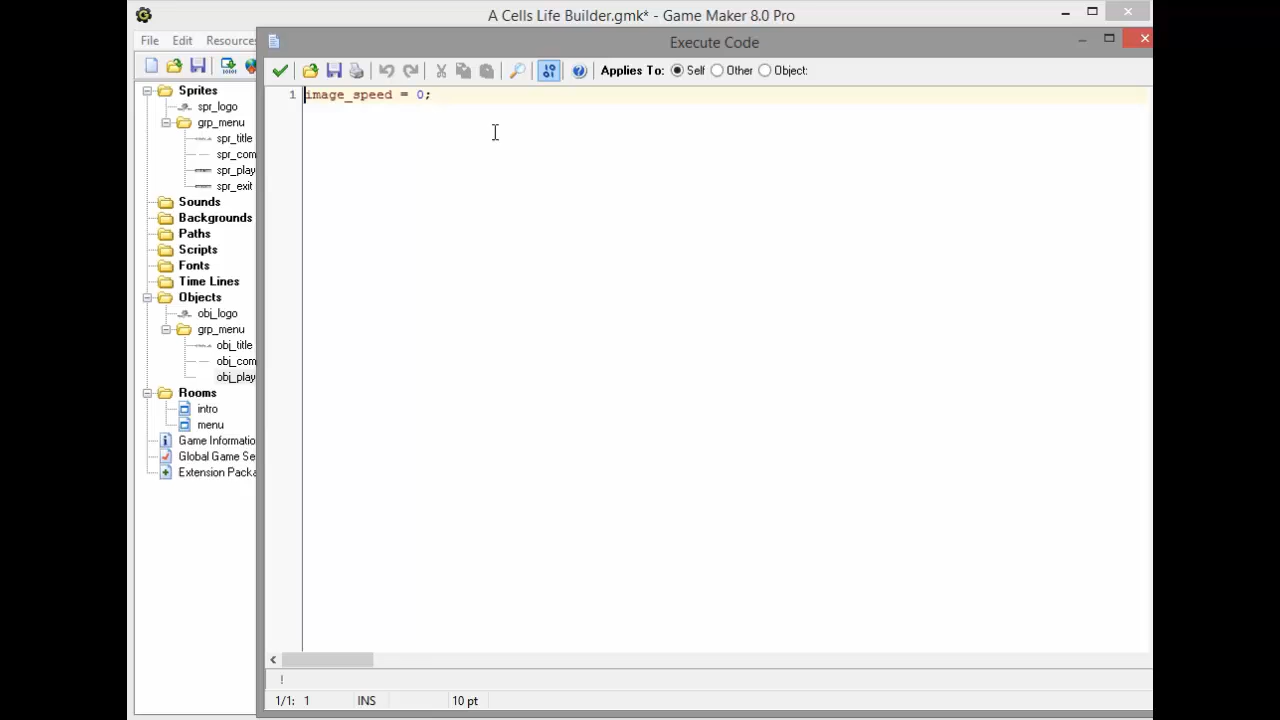 A Cells Life Builder.gmk* - Game Maker 8.0 Pro
File Edit Resources
Execute Code
Applies To: Self Other Object:
Sprites
spr_logo
grp_menu
spr_title
spr_com
spr_play
spr_exit
Sounds
Backgrounds
Paths
Scripts
Fonts
Time Lines
Objects
obj_logo
grp_menu
obj_title
obj_com
obj_play
Rooms
intro
menu
Game Informatio
Global Game Se
Extension Packa
1 image_speed = 0;
!
1/1: 1 INS 10 pt